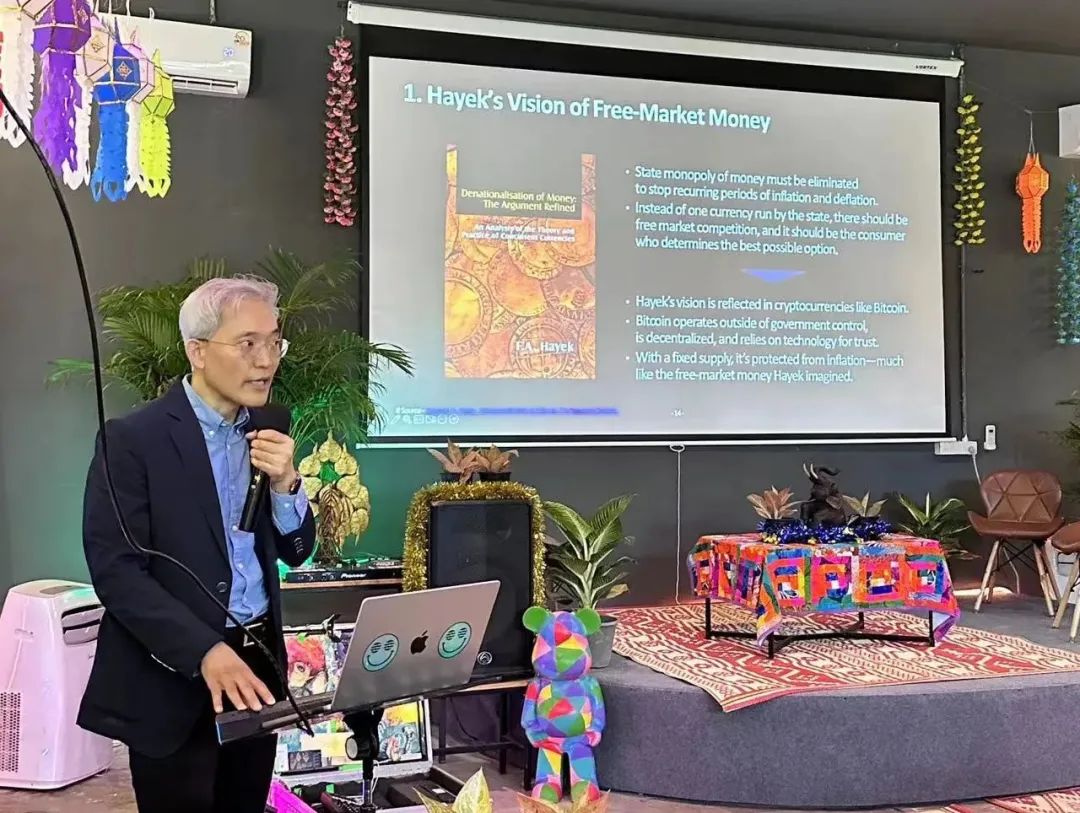 VORTEX
1. Hayek's Vision of Free-Market Money
Denationalisation of Money:
The Argument Refined
An Analysis of the Theory and
Practice of Concurrent Currencies
F.A. Hayek
• State monopoly of money must be eliminated
to stop recurring periods of inflation and deflation.
• Instead of one currency run by the state, there should be
free market competition, and it should be the consumer
who determines the best possible option.
• Hayek's vision is reflected in cryptocurrencies like Bitcoin.
• Bitcoin operates outside of government control,
is decentralized, and relies on technology for trust.
• With a fixed supply, it's protected from inflation—much
like the free-market money Hayek imagined.
-14-
Pioneer